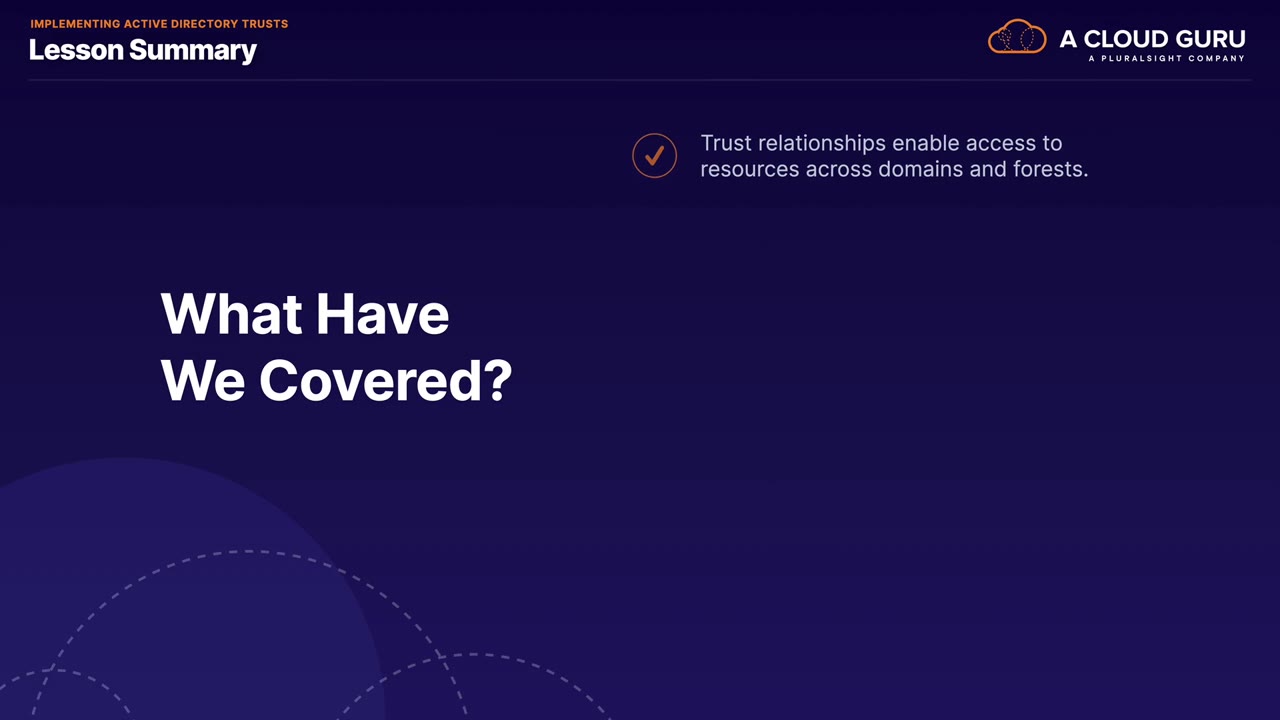 IMPLEMENTING ACTIVE DIRECTORY TRUSTS
Lesson Summary
A CLOUD GURU
A PLURALSIGHT COMPANY
Trust relationships enable access to
resources across domains and forests.
What Have
We Covered?